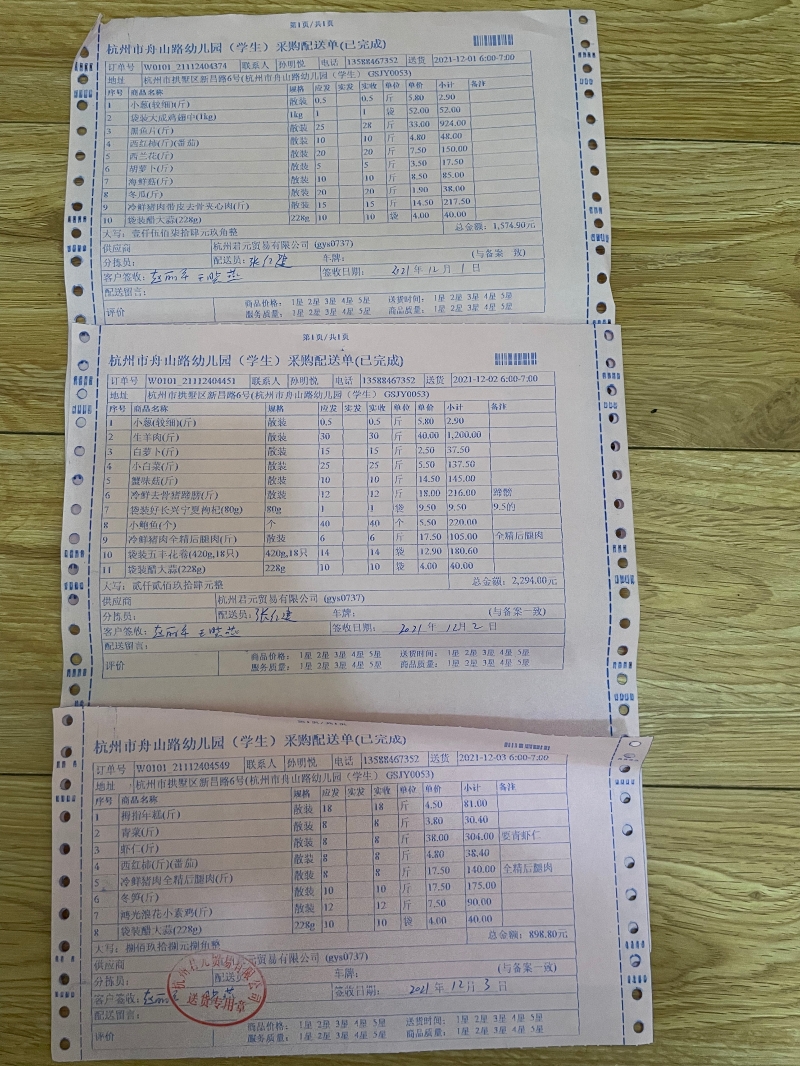 第1页/共1页
杭州市舟山路幼儿园（学生）采购配送单(已完成)
订单号 W0101_21112404374 联系人 孙明悦 电话 13588467352 送货 2021-12-01 6:00-7:00
地址 杭州市拱墅区新昌路6号(杭州市舟山路幼儿园（学生）GSJY0053)
序号 商品名称 规格 应发 实发 实收 单位 单价 小计 备注
1 小葱(较细)(斤) 散装 0.5 0.5 斤 5.80 2.90
2 袋装大成鸡翅中(1kg) 1kg 1 1 袋 52.00 52.00
3 黑鱼片(斤) 散装 25 28 斤 33.00 924.00
4 西红柿(斤)(番茄) 散装 10 10 斤 4.80 48.00
5 西兰花(斤) 散装 20 20 斤 7.50 150.00
6 胡萝卜(斤) 散装 5 5 斤 3.50 17.50
7 海鲜菇(斤) 散装 10 10 斤 8.50 85.00
8 冬瓜(斤) 散装 20 20 斤 1.90 38.00
9 冷鲜猪肉带皮去骨夹心肉(斤) 散装 15 15 斤 14.50 217.50
10 袋装醋大蒜(228g) 228g 10 10 袋 4.00 40.00
大写：壹仟伍佰柒拾肆元玖角整 总金额：1,574.90元
供应商 杭州君元贸易有限公司 (gys0737)
分拣员： 配送员：张仁建 车牌： (与备案一致)
客户签收： 签收日期： 2021 年 12 月 1 日
配送留言：
评价 商品价格： 1星 2星 3星 4星 5星 送货时间： 1星 2星 3星 4星 5星
服务质量： 1星 2星 3星 4星 5星 商品质量： 1星 2星 3星 4星 5星
第1页/共1页
杭州市舟山路幼儿园（学生）采购配送单(已完成)
订单号 W0101_21112404451 联系人 孙明悦 电话 13588467352 送货 2021-12-02 6:00-7:00
地址 杭州市拱墅区新昌路6号(杭州市舟山路幼儿园（学生）GSJY0053)
序号 商品名称 规格 应发 实发 实收 单位 单价 小计 备注
1 小葱(较细)(斤) 散装 0.5 0.5 斤 5.80 2.90
2 生羊肉(斤) 散装 30 30 斤 40.00 1,200.00
3 白萝卜(斤) 散装 15 15 斤 2.50 37.50
4 小白菜(斤) 散装 25 25 斤 5.50 137.50
5 蟹味菇(斤) 散装 10 10 斤 14.50 145.00
6 冷鲜去骨猪蹄膀(斤) 散装 12 12 斤 18.00 216.00 蹄髈
7 袋装好长兴宁夏枸杞(80g) 80g 1 1 袋 9.50 9.50 9.5的
8 小鲍鱼(个) 个 40 40 个 5.50 220.00
9 冷鲜猪肉全精后腿肉(斤) 散装 6 6 斤 17.50 105.00 全精后腿肉
10 袋装五丰花卷(420g,18只) 420g,18只 14 14 袋 12.90 180.60
11 袋装醋大蒜(228g) 228g 10 10 袋 4.00 40.00
大写：贰仟贰佰玖拾肆元整 总金额：2,294.00元
供应商 杭州君元贸易有限公司 (gys0737)
分拣员： 配送员：张仁建 车牌： (与备案一致)
客户签收： 签收日期： 2021 年 12月 2 日
配送留言：
评价 商品价格： 1星 2星 3星 4星 5星 送货时间： 1星 2星 3星 4星 5星
服务质量： 1星 2星 3星 4星 5星 商品质量： 1星 2星 3星 4星 5星
杭州市舟山路幼儿园（学生）采购配送单(已完成)
订单号 W0101_21112404549 联系人 孙明悦 电话 13588467352 送货 2021-12-03 6:00-7:00
地址 杭州市拱墅区新昌路6号(杭州市舟山路幼儿园（学生）GSJY0053)
序号 商品名称 规格 应发 实发 实收 单位 单价 小计 备注
1 拇指年糕(斤) 散装 18 18 斤 4.50 81.00
2 青菜(斤) 散装 8 8 斤 3.80 30.40
3 虾仁(斤) 散装 8 8 斤 38.00 304.00 要青虾仁
4 西红柿(斤)(番茄) 散装 8 8 斤 4.80 38.40
5 冷鲜猪肉全精后腿肉(斤) 散装 8 8 斤 17.50 140.00 全精后腿肉
6 冬笋(斤) 散装 10 10 斤 17.50 175.00
7 鸿光浪花小素鸡(斤) 散装 12 12 斤 7.50 90.00
8 袋装醋大蒜(228g) 228g 10 10 袋 4.00 40.00
大写：捌佰玖拾捌元捌角整 总金额：898.80元
供应商 杭州君元贸易有限公司 (gys0737)
分拣员： 配送员： 车牌： (与备案一致)
客户签收： 签收日期： 2021 年 12 月 3 日
送货专用章
配送留言：
评价 商品价格： 1星 2星 3星 4星 5星 送货时间： 1星 2星 3星 4星 5星
服务质量： 1星 2星 3星 4星 5星 商品质量： 1星 2星 3星 4星 5星